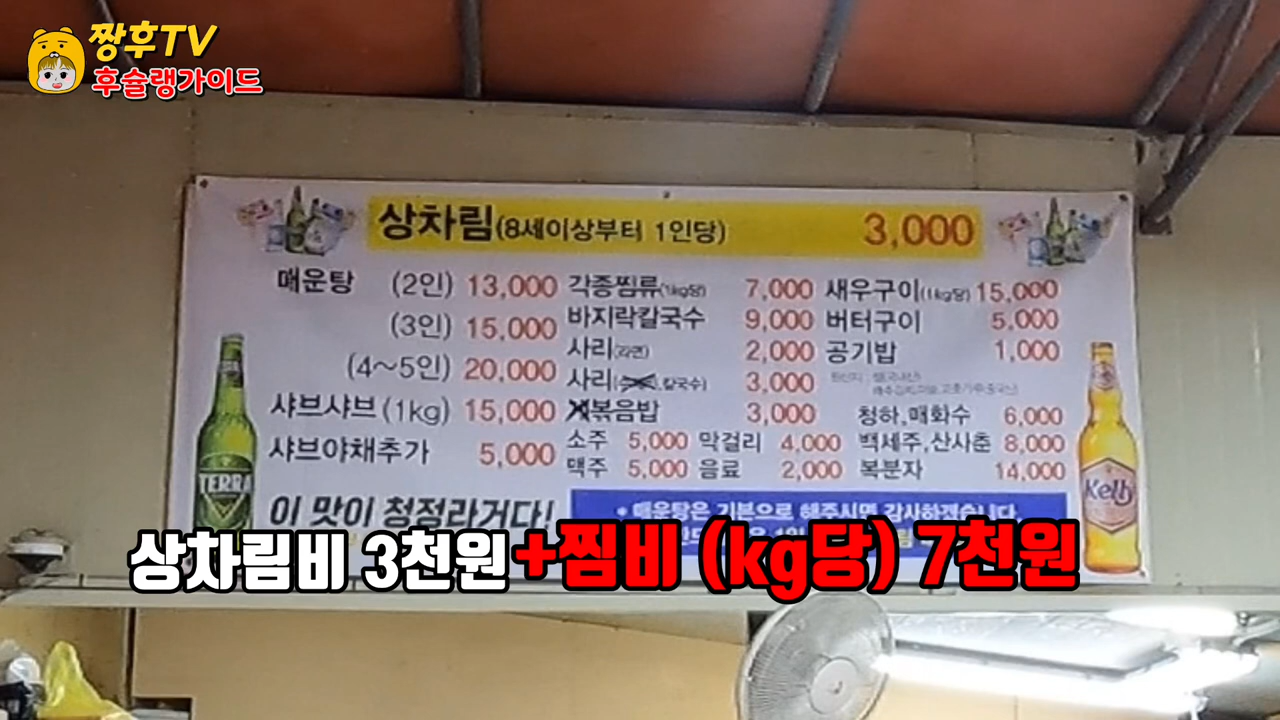 짱후TV
후슐랭가이드
상차림(8세이상부터 1인당) 3,000
매운탕 (2인) 13,000
(3인) 15,000
(4~5인) 20,000
샤브샤브(1kg) 15,000
샤브야채추가 5,000
각종찜류(1kg당) 7,000
바지락칼국수 9,000
사리(라면) 2,000
사리( ,칼국수) 3,000
볶음밥 3,000
새우구이(1kg당) 15,000
버터구이 5,000
공기밥 1,000
소주 5,000 막걸리 4,000
맥주 5,000 음료 2,000
청하,매화수 6,000
백세주,산사춘 8,000
복분자 14,000
TERRA
Kelly
이 맛이 청정라거다!
* 매운탕은 기본으로 해주시면 감사하겠습니다.
상차림비 3천원+찜비 (kg당) 7천원